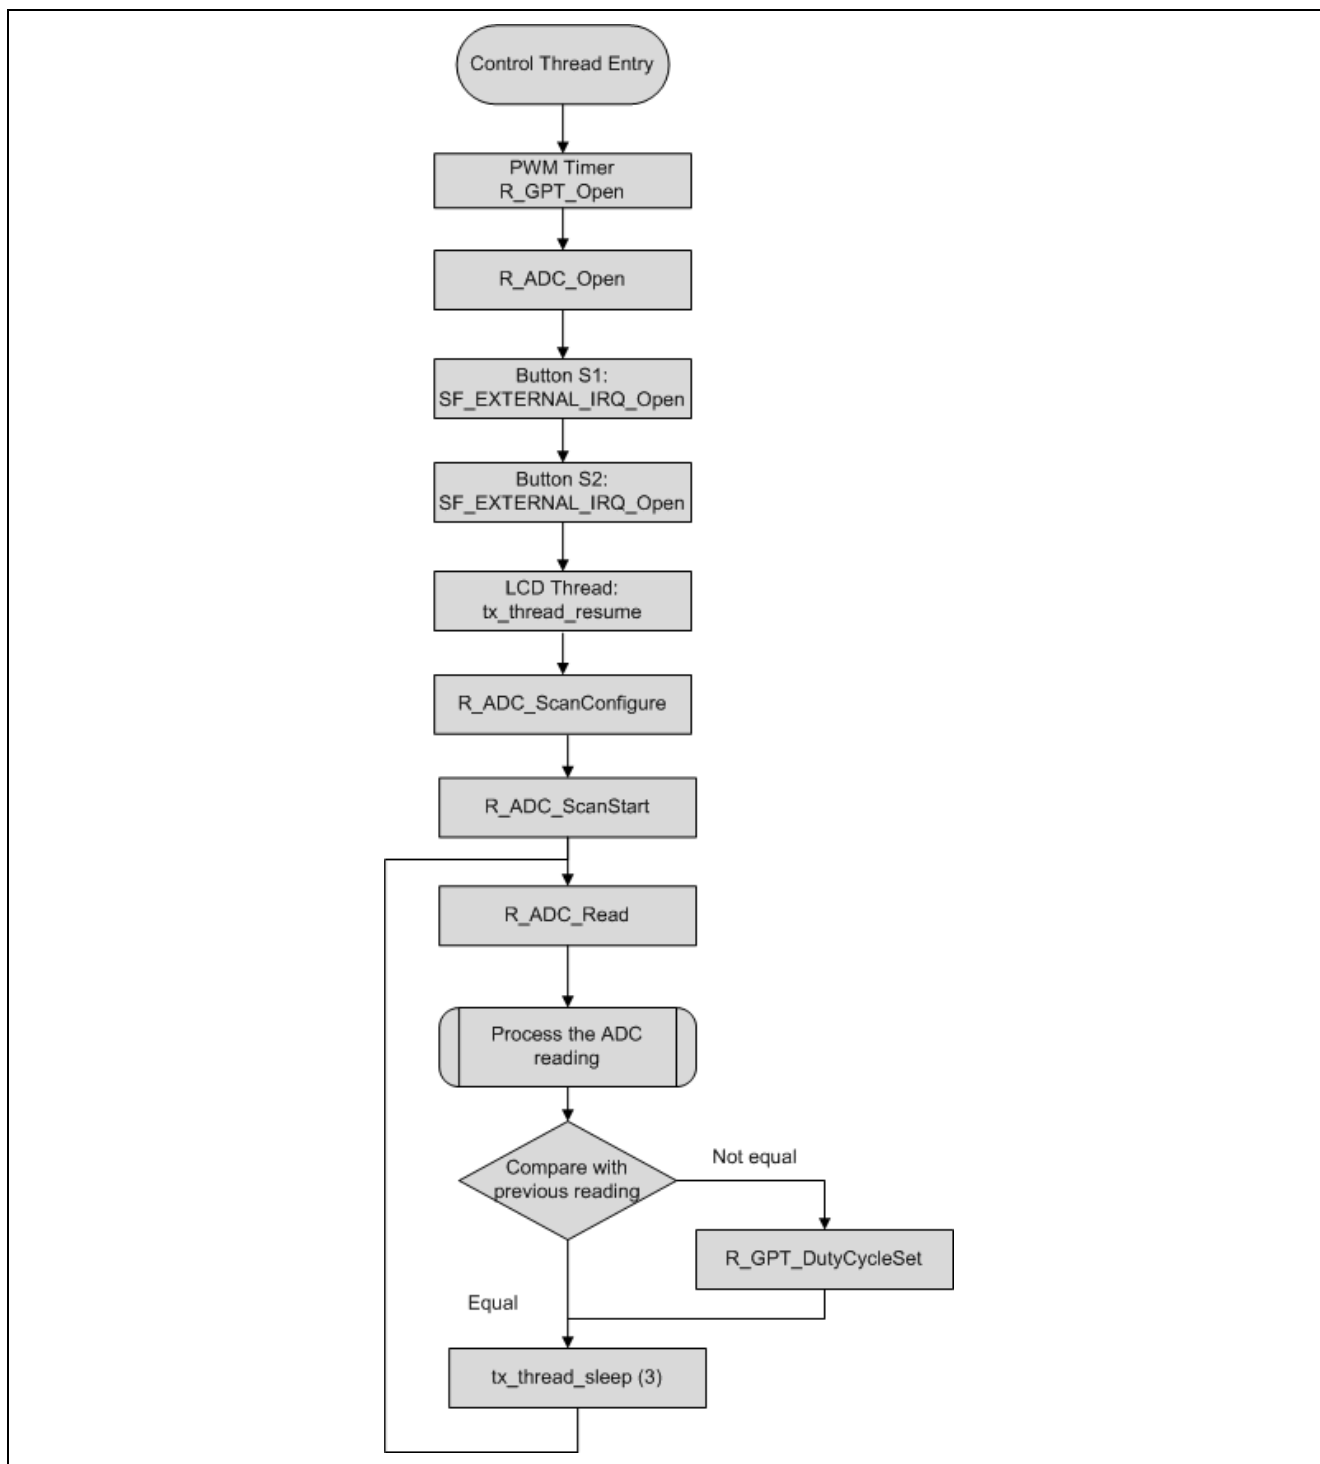 Control Thread Entry
PWM Timer
R_GPT_Open
R_ADC_Open
Button S1:
SF_EXTERNAL_IRQ_Open
Button S2:
SF_EXTERNAL_IRQ_Open
LCD Thread:
tx_thread_resume
R_ADC_ScanConfigure
R_ADC_ScanStart
R_ADC_Read
Process the ADC
reading
Compare with
previous reading
Not equal
R_GPT_DutyCycleSet
Equal
tx_thread_sleep (3)